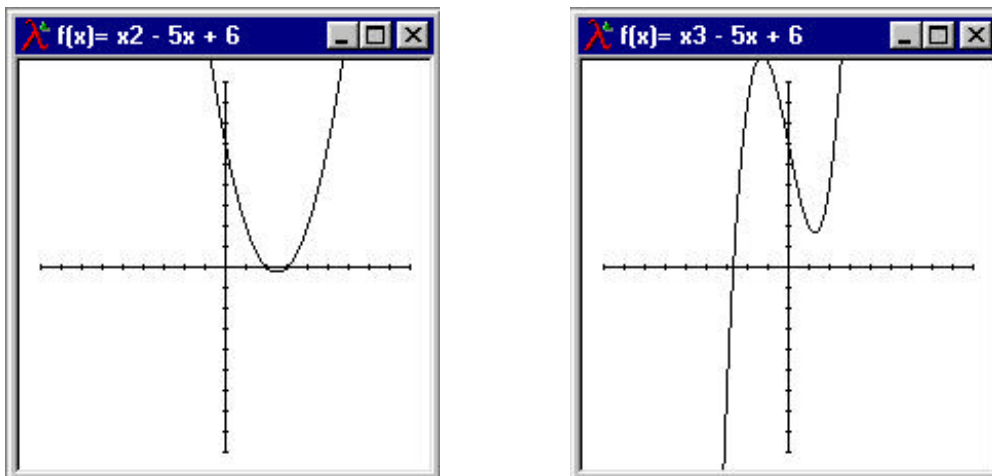 f(x)= x2 - 5x + 6
f(x)= x3 - 5x + 6